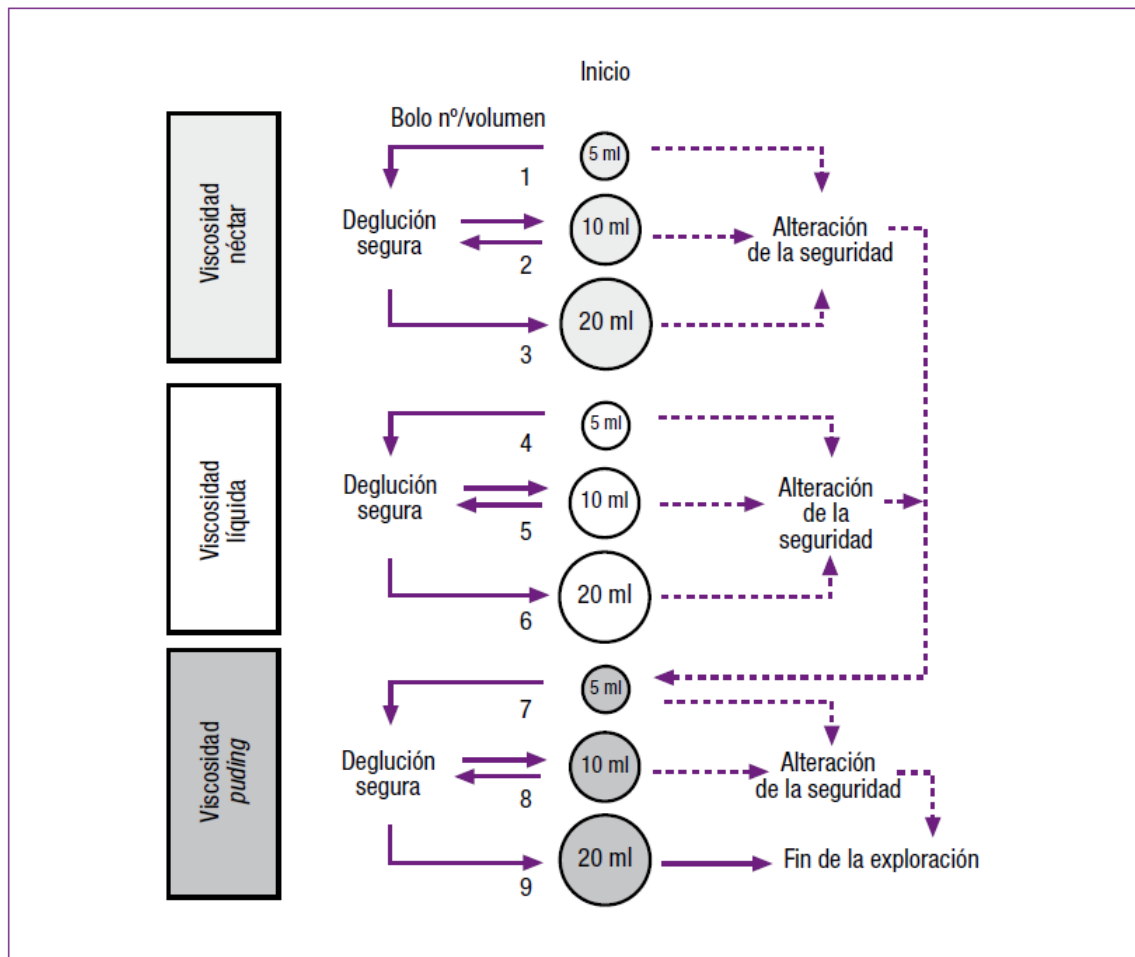 Inicio
Bolo nº/volumen
Viscosidad
néctar
5 ml
1
Deglución
segura
10 ml
2
Alteración
de la seguridad
20 ml
3
Viscosidad
líquida
5 ml
4
Deglución
segura
10 ml
5
Alteración
de la
seguridad
20 ml
6
Viscosidad
puding
5 ml
7
Deglución
segura
10 ml
8
Alteración
de la seguridad
20 ml
9
Fin de la exploración